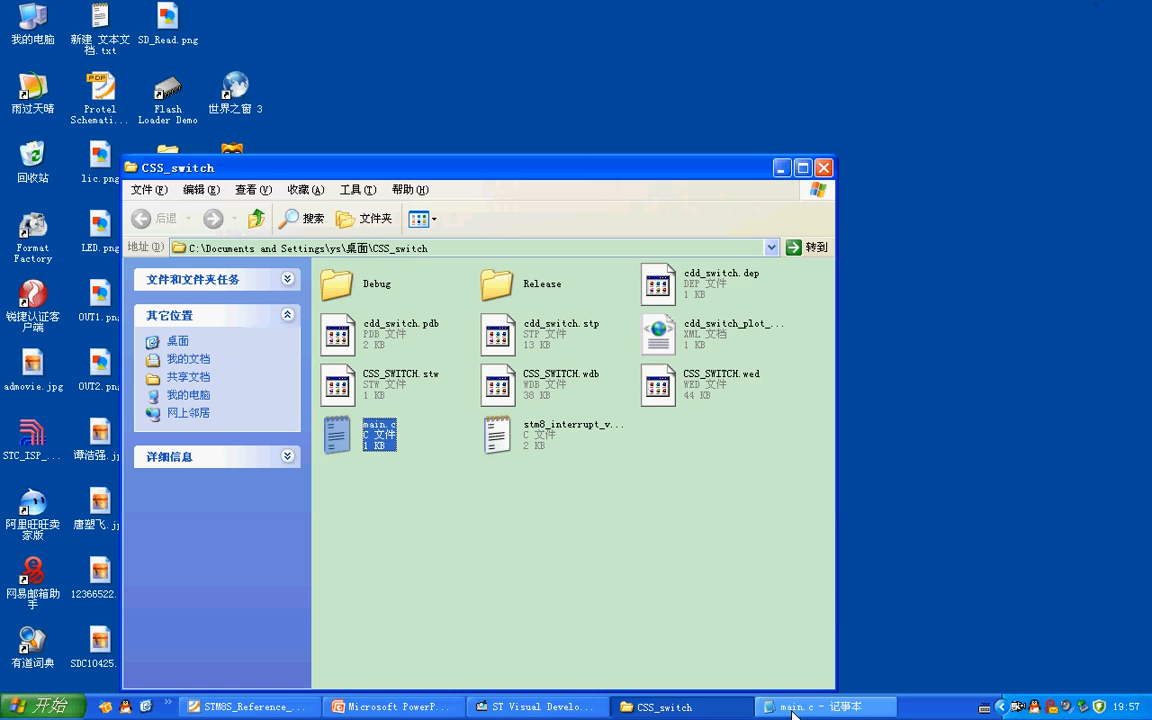 我的电脑
新建 文本文
档.txt
SD_Read.png
雨过天晴
PDF
Protel
Schemati...
Flash
Loader Demo
世界之窗 3
回收站
lic.png
Format
Factory
LED.png
锐捷认证客
户端
OUT1.pn
admovie.jpg
OUT2.pn
STC_ISP_...
谭浩强.j
阿里旺旺卖
家版
唐塑飞.j
网易邮箱助
手
12366522.
有道词典
SDC10425.
CSS_switch
文件(F) 编辑(E) 查看(V) 收藏(A) 工具(T) 帮助(H)
后退 搜索 文件夹
地址(D) C:\Documents and Settings\ys\桌面\CSS_switch 转到
文件和文件夹任务
其它位置
桌面
我的文档
共享文档
我的电脑
网上邻居
详细信息
Debug
Release
cdd_switch.dep
DEP 文件
1 KB
cdd_switch.pdb
PDB 文件
2 KB
cdd_switch.stp
STP 文件
13 KB
cdd_switch_plot_...
XML 文档
1 KB
CSS_SWITCH.stw
STW 文件
1 KB
CSS_SWITCH.wdb
WDB 文件
38 KB
CSS_SWITCH.wed
WED 文件
44 KB
main.c
C 文件
1 KB
stm8_interrupt_v...
C 文件
2 KB
开始 STM8S_Reference_... Microsoft PowerP... ST Visual Develo... CSS_switch main.c - 记事本 19:57